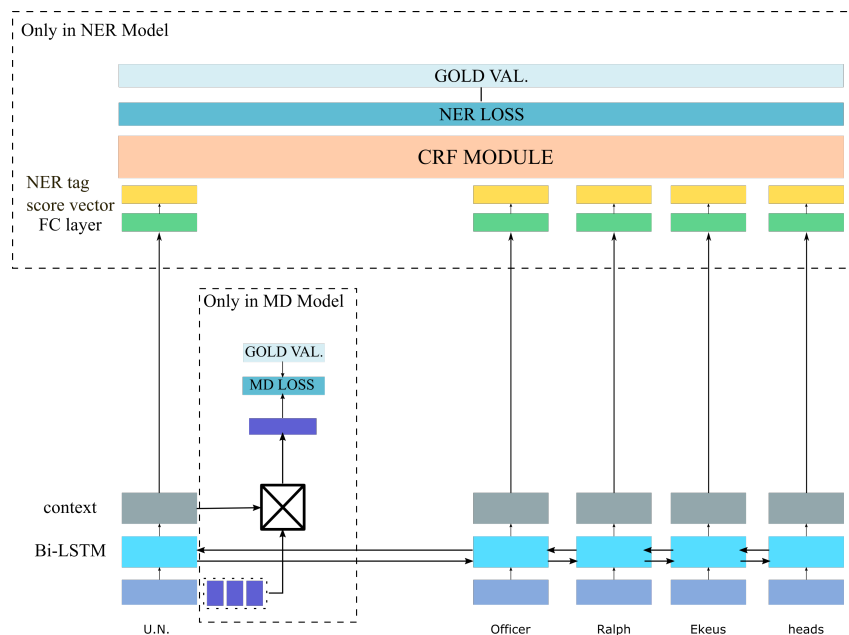 Only in NER Model
GOLD VAL.
NER LOSS
CRF MODULE
NER tag
score vector
FC layer
Only in MD Model
GOLD VAL.
MD LOSS
context
Bi-LSTM
U.N. Officer Ralph Ekeus heads